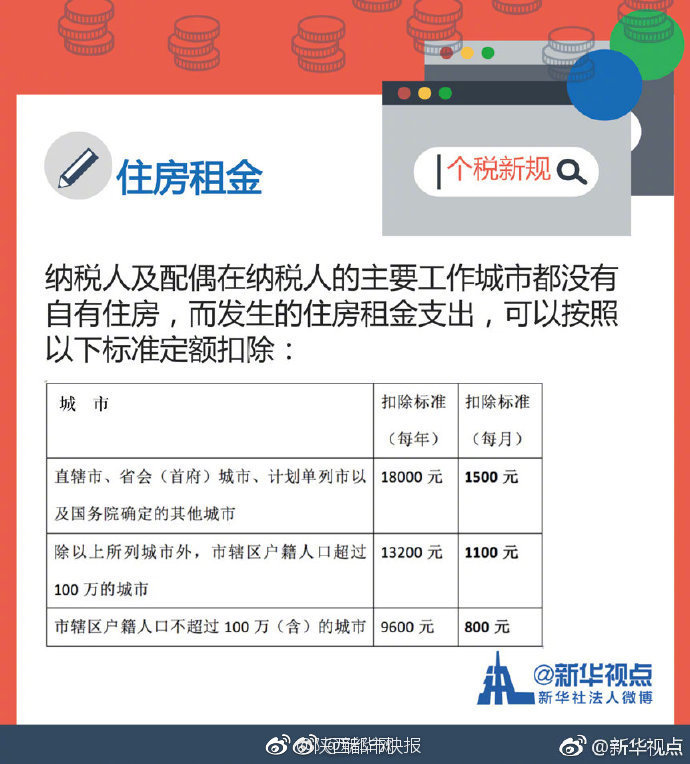 个税新规
住房租金
纳税人及配偶在纳税人的主要工作城市都没有
自有住房，而发生的住房租金支出，可以按照
以下标准定额扣除：
城 市
扣除标准
（每年）
扣除标准
（每月）
直辖市、省会（首府）城市、计划单列市以
及国务院确定的其他城市
18000 元
1500 元
除以上所列城市外，市辖区户籍人口超过
100 万的城市
13200 元
1100 元
市辖区户籍人口不超过 100 万（含）的城市
9600 元
800 元
@新华视点
新华社法人微博
@新华视点